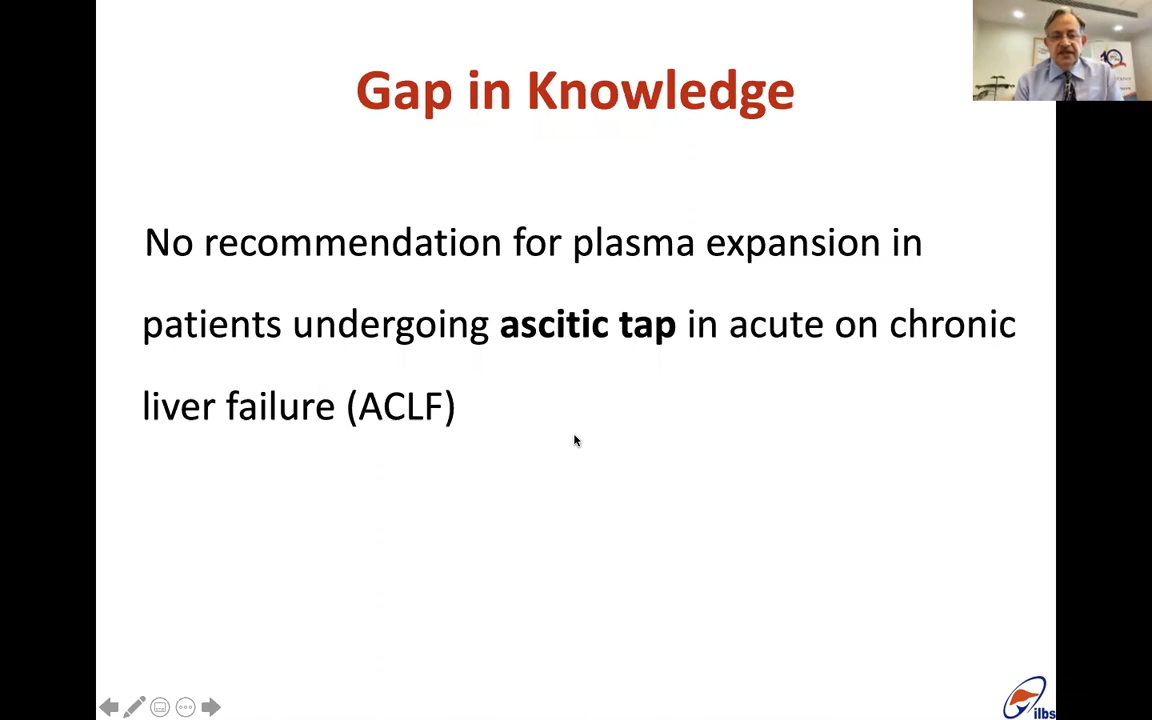 Gap in Knowledge
No recommendation for plasma expansion in
patients undergoing ascitic tap in acute on chronic
liver failure (ACLF)
ilbs
10